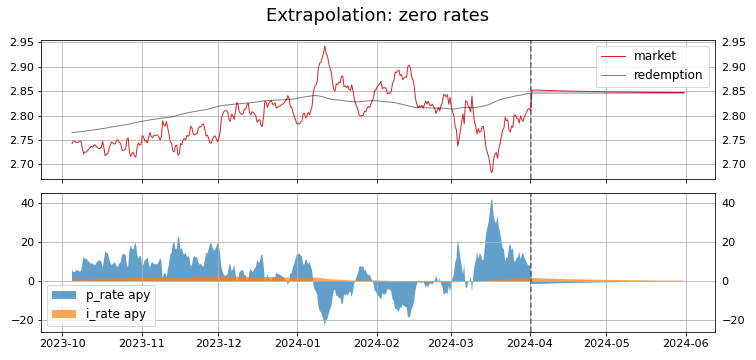 Extrapolation: zero rates
2.95 2.95
2.90 2.90
2.85 2.85
2.80 2.80
2.75 2.75
2.70 2.70
market
redemption
40 40
20 20
0 0
−20 −20
p_rate apy
i_rate apy
2023-10 2023-11 2023-12 2024-01 2024-02 2024-03 2024-04 2024-05 2024-06